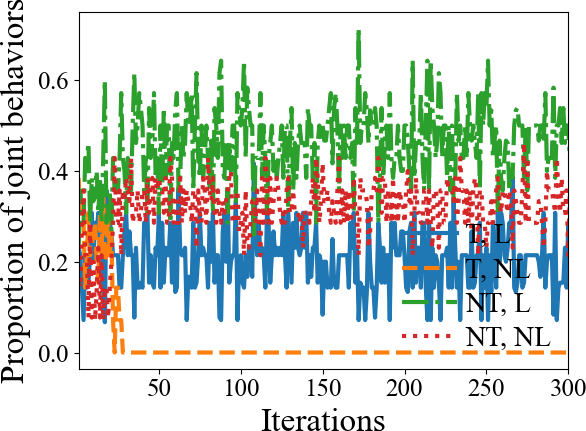 Proportion of joint behaviors
0.6
0.4
0.2
0.0
T, L
T, NL
NT, L
NT, NL
50 100 150 200 250 300
Iterations